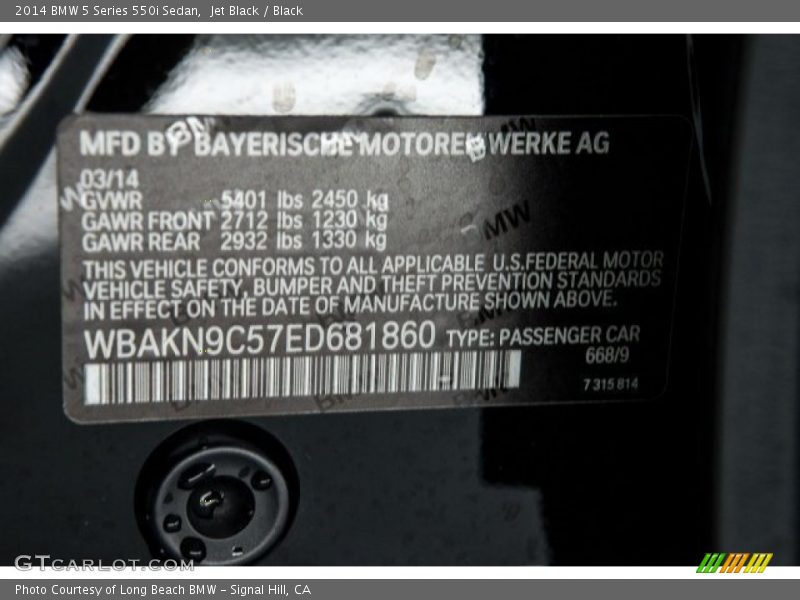 2014 BMW 5 Series 550i Sedan, Jet Black / Black
MFD BY BAYERISCHE MOTOREN WERKE AG
03/14
GVWR 5401 lbs 2450 kg
GAWR FRONT 2712 lbs 1230 kg
GAWR REAR 2932 lbs 1330 kg
THIS VEHICLE CONFORMS TO ALL APPLICABLE U.S.FEDERAL MOTOR
VEHICLE SAFETY, BUMPER AND THEFT PREVENTION STANDARDS
IN EFFECT ON THE DATE OF MANUFACTURE SHOWN ABOVE.
WBAKN9C57ED681860 TYPE: PASSENGER CAR
668/9
7 315 814
GTCARLOT.COM
Photo Courtesy of Long Beach BMW - Signal Hill, CA